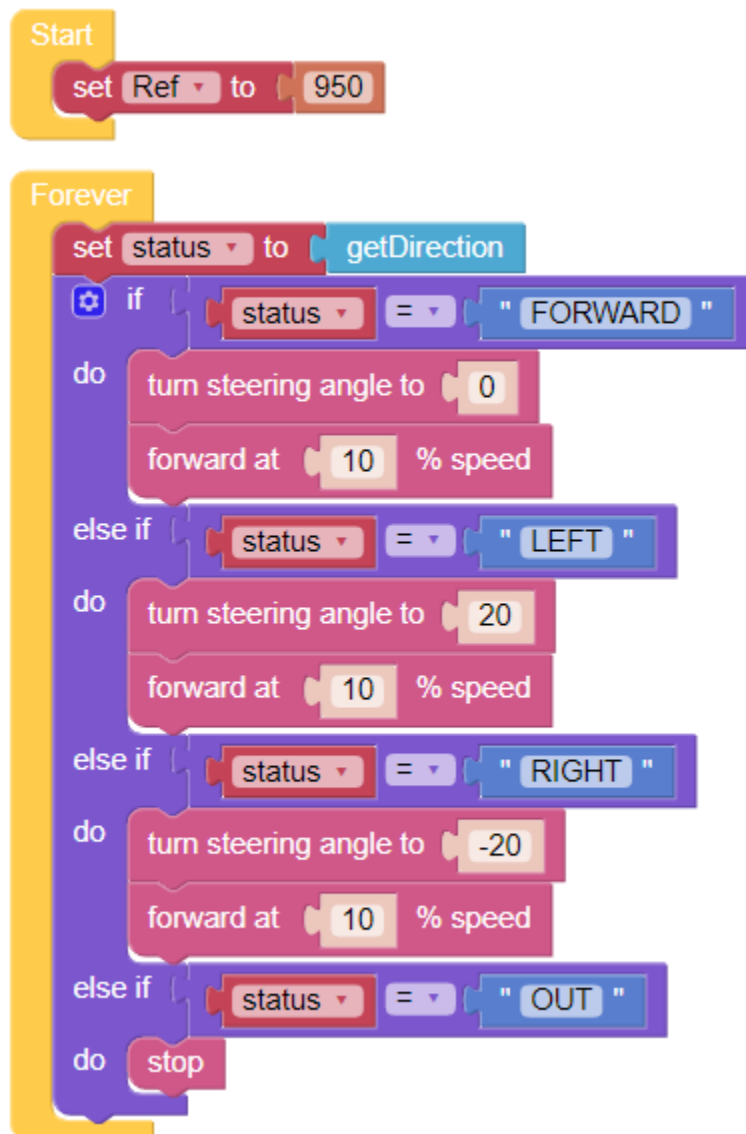 Start
set Ref to 950
Forever
set status to getDirection
if status = " FORWARD "
do turn steering angle to 0
forward at 10 % speed
else if status = " LEFT "
do turn steering angle to 20
forward at 10 % speed
else if status = " RIGHT "
do turn steering angle to -20
forward at 10 % speed
else if status = " OUT "
do stop